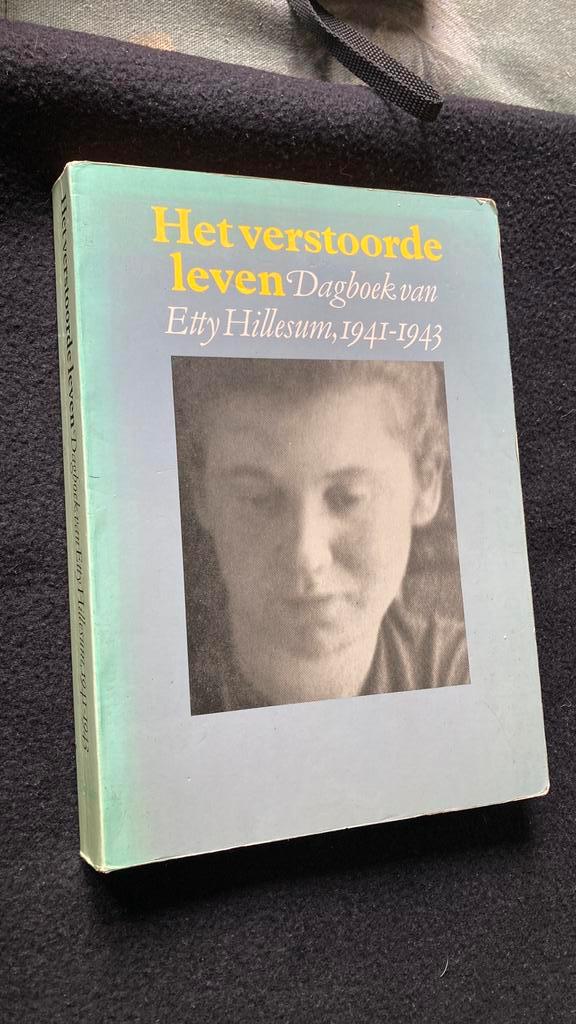 Het verstoorde
leven Dagboek van
Etty Hillesum, 1941-1943
Het verstoorde leven Dagboek van Etty Hillesum, 1941-1943